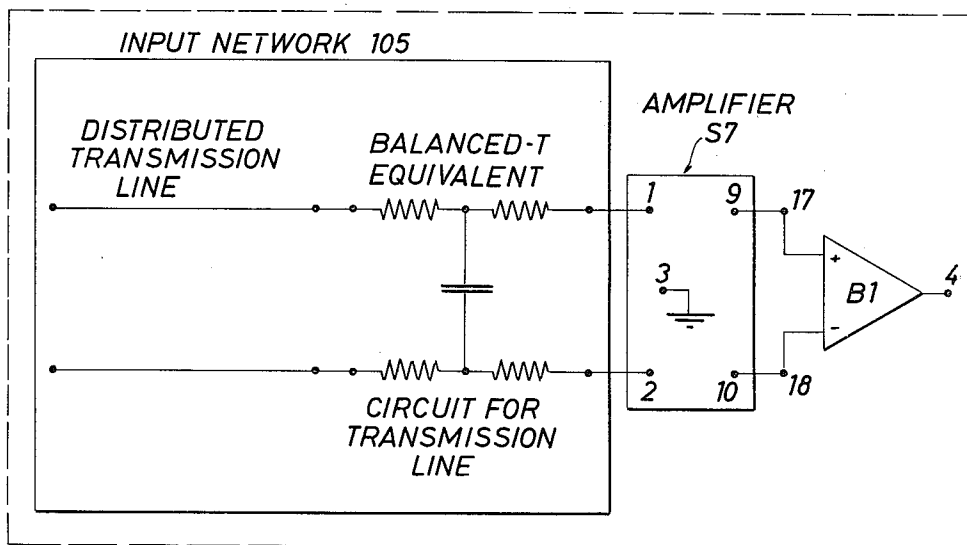 INPUT NETWORK 105
DISTRIBUTED
TRANSMISSION
LINE
BALANCED-T
EQUIVALENT
CIRCUIT FOR
TRANSMISSION
LINE
AMPLIFIER
S7
1
9
17
3
2
10
18
+
B1
-
4